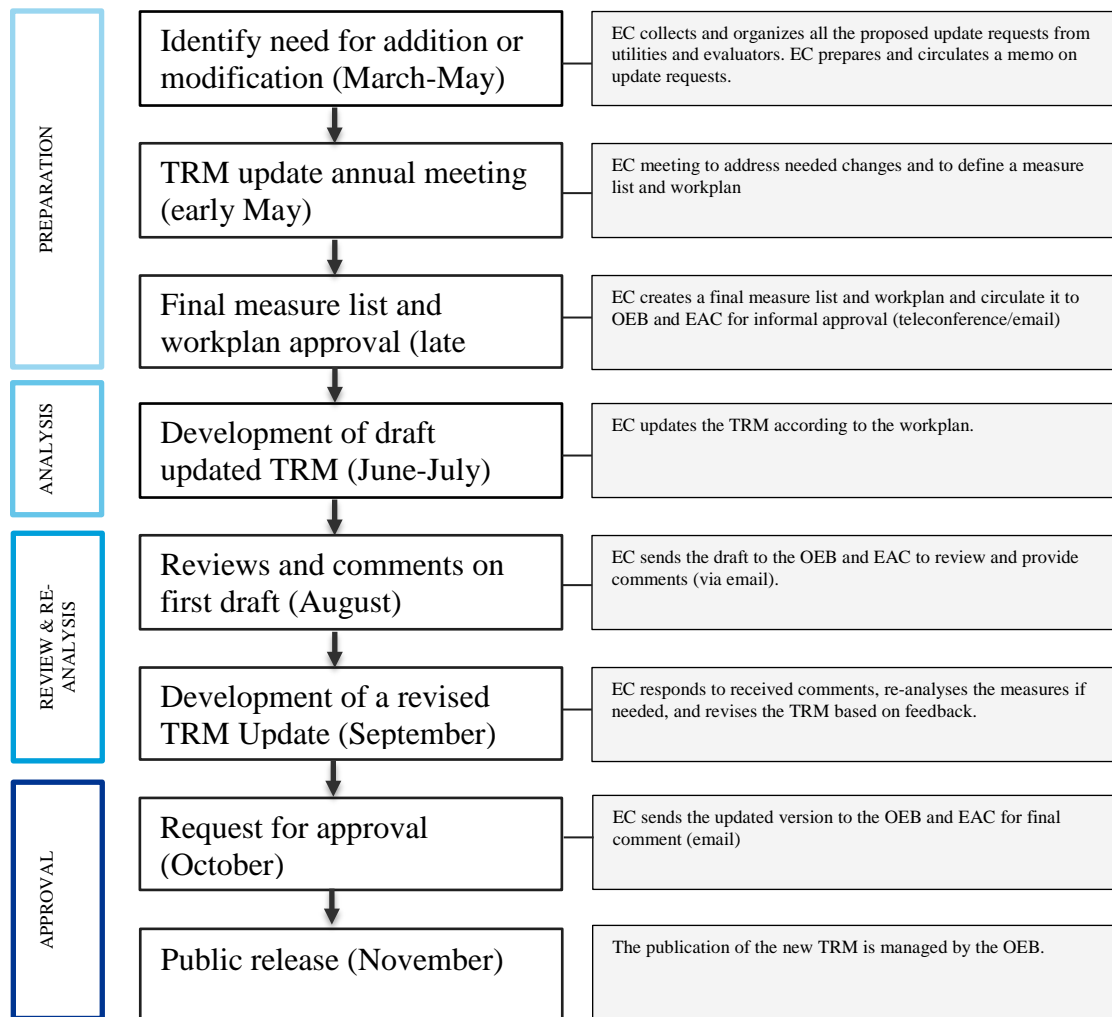 PREPARATION
Identify need for addition or
modification (March-May)
EC collects and organizes all the proposed update requests from
utilities and evaluators. EC prepares and circulates a memo on
update requests.
TRM update annual meeting
(early May)
EC meeting to address needed changes and to define a measure
list and workplan
Final measure list and
workplan approval (late
EC creates a final measure list and workplan and circulate it to
OEB and EAC for informal approval (teleconference/email)
ANALYSIS
Development of draft
updated TRM (June-July)
EC updates the TRM according to the workplan.
REVIEW & RE-
ANALYSIS
Reviews and comments on
first draft (August)
EC sends the draft to the OEB and EAC to review and provide
comments (via email).
Development of a revised
TRM Update (September)
EC responds to received comments, re-analyses the measures if
needed, and revises the TRM based on feedback.
APPROVAL
Request for approval
(October)
EC sends the updated version to the OEB and EAC for final
comment (email)
Public release (November)
The publication of the new TRM is managed by the OEB.